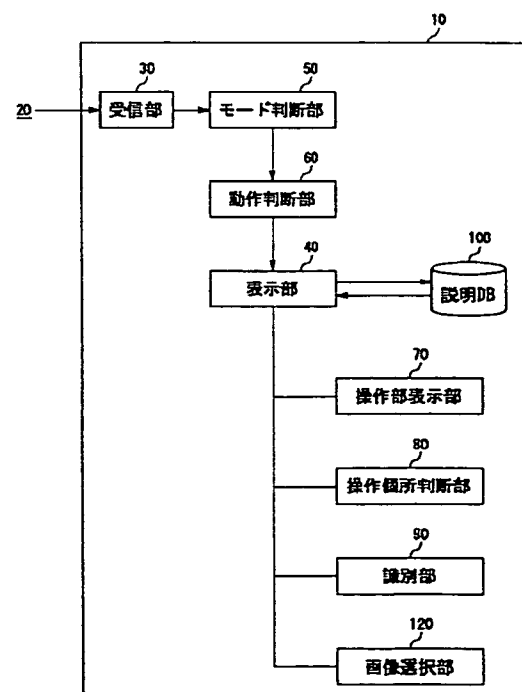 10
30
50
20
受信部
モード判断部
60
動作判断部
40
100
表示部
説明DB
70
操作部表示部
80
操作個所判断部
90
識別部
120
画像選択部